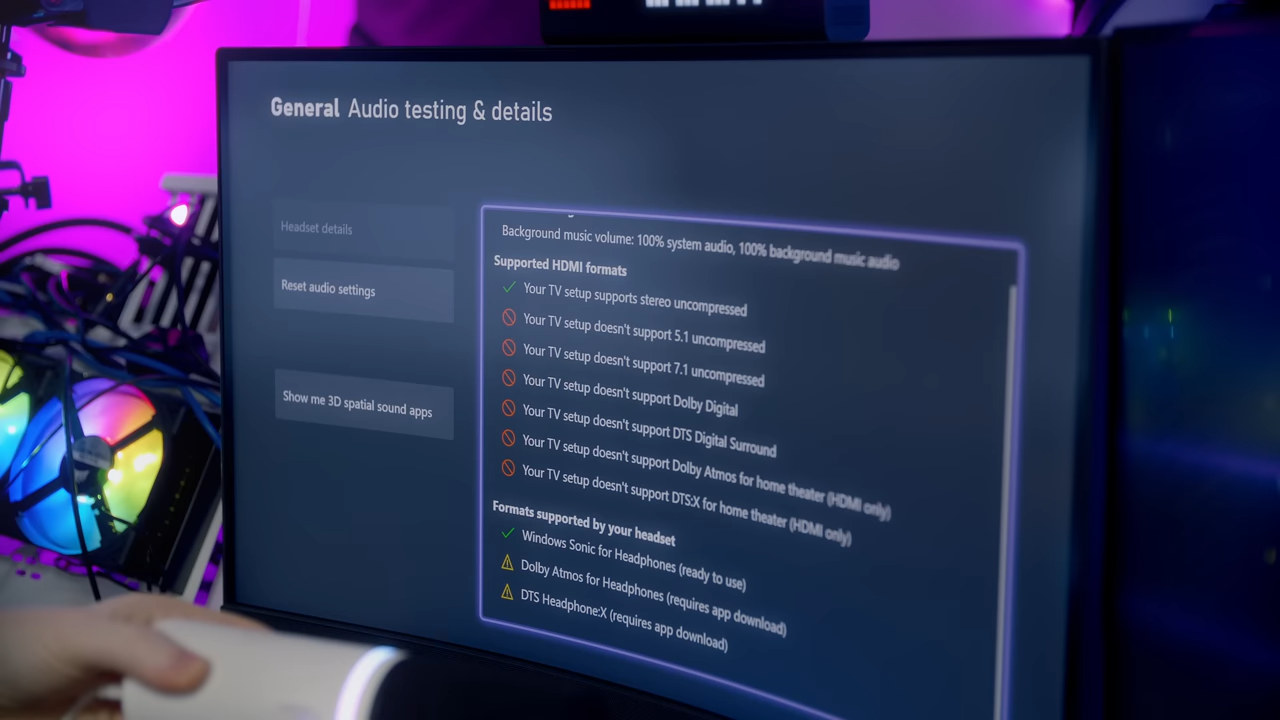 General Audio testing & details
Headset details
Reset audio settings
Show me 3D spatial sound apps
Background music volume: 100% system audio, 100% background music audio
Supported HDMI formats
Your TV setup supports stereo uncompressed
Your TV setup doesn't support 5.1 uncompressed
Your TV setup doesn't support 7.1 uncompressed
Your TV setup doesn't support Dolby Digital
Your TV setup doesn't support DTS Digital Surround
Your TV setup doesn't support Dolby Atmos for home theater (HDMI only)
Your TV setup doesn't support DTS:X for home theater (HDMI only)
Formats supported by your headset
Windows Sonic for Headphones (ready to use)
Dolby Atmos for Headphones (requires app download)
DTS Headphone:X (requires app download)